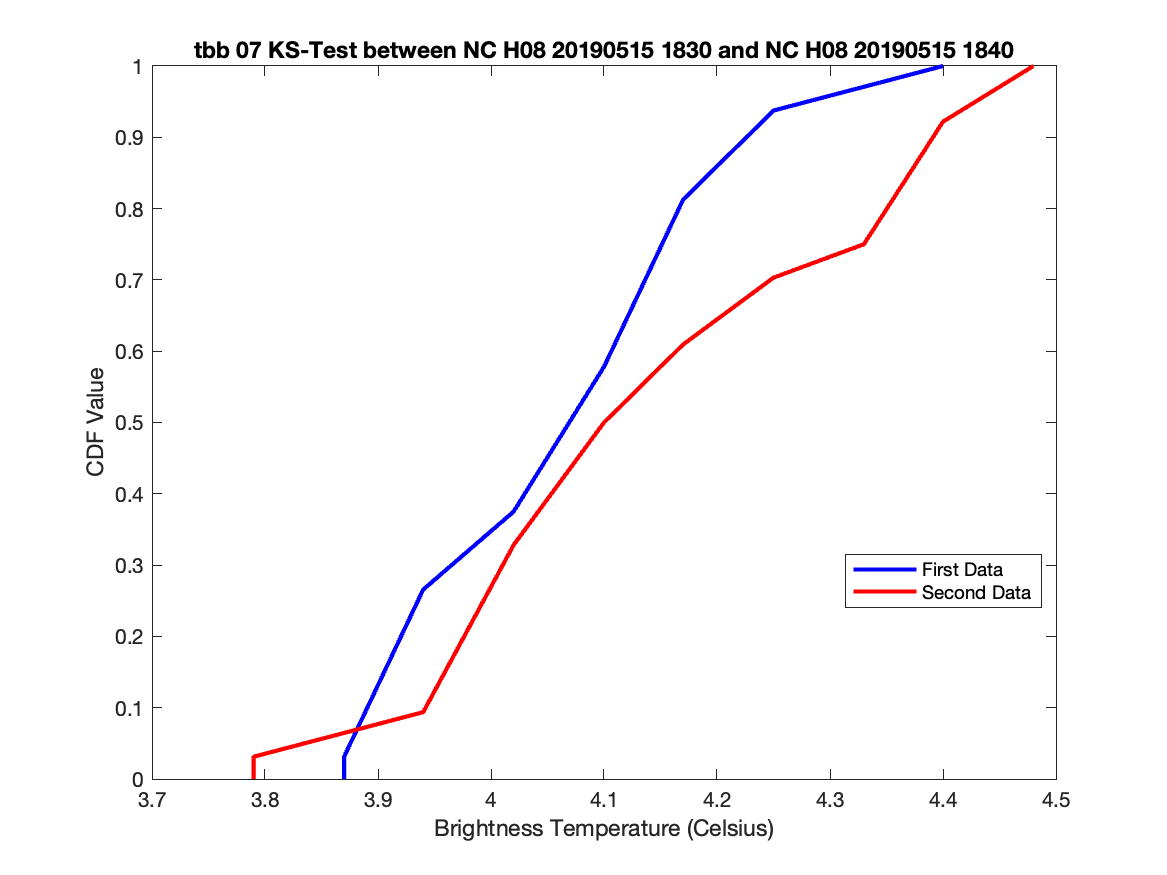 tbb 07 KS-Test between NC H08 20190515 1830 and NC H08 20190515 1840
1
0.9
0.8
0.7
0.6
0.5
0.4
0.3
0.2
0.1
0
CDF Value
First Data
Second Data
3.7 3.8 3.9 4 4.1 4.2 4.3 4.4 4.5
Brightness Temperature (Celsius)